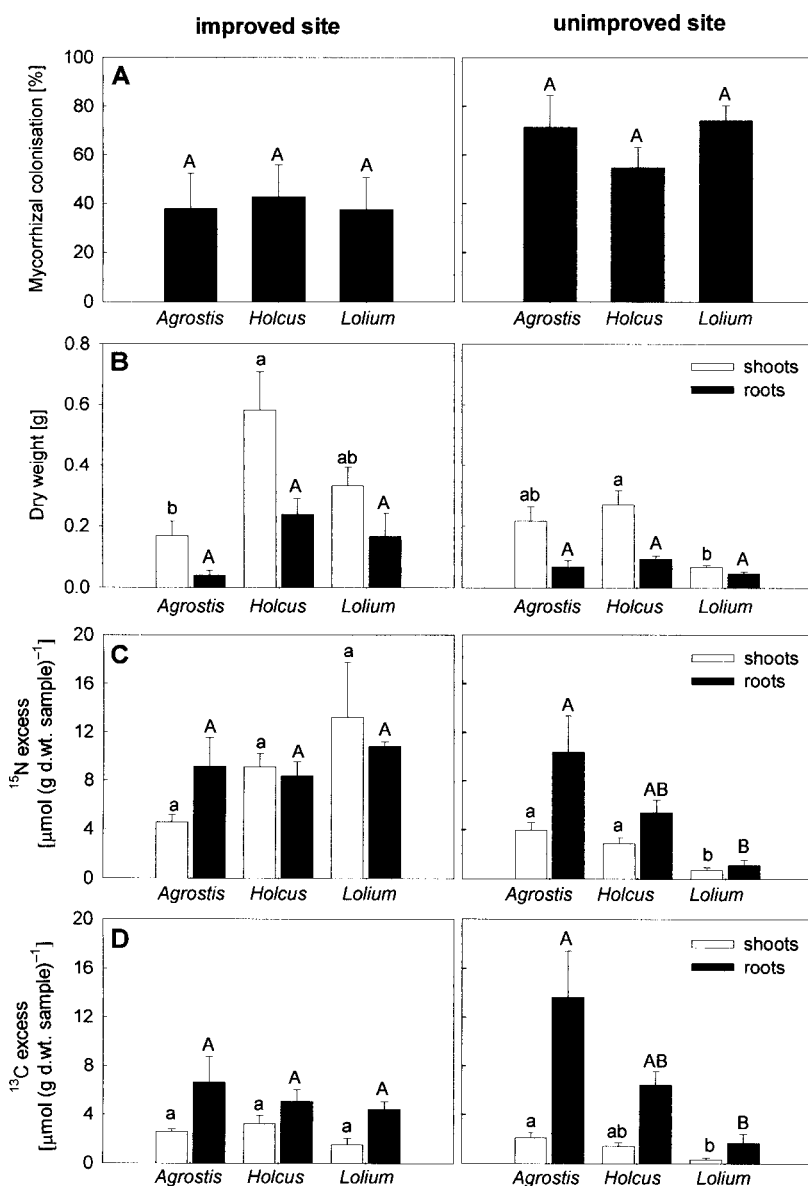 improved site
unimproved site
A
Mycorrhizal colonisation [%]
100
80
60
40
20
0
A A A
A A A
Agrostis Holcus Lolium
Agrostis Holcus Lolium
B
Dry weight [g]
0.8
0.6
0.4
0.2
0.0
b A a A ab A
shoots
roots
ab A a A b A
Agrostis Holcus Lolium
Agrostis Holcus Lolium
C
¹⁵N excess
[µmol (g d.wt. sample)⁻¹]
20
16
12
8
4
0
a A a A a A
shoots
roots
a A a AB b B
Agrostis Holcus Lolium
Agrostis Holcus Lolium
D
¹³C excess
[µmol (g d.wt. sample)⁻¹]
20
16
12
8
4
0
a A a A a A
shoots
roots
a A ab AB b B
Agrostis Holcus Lolium
Agrostis Holcus Lolium